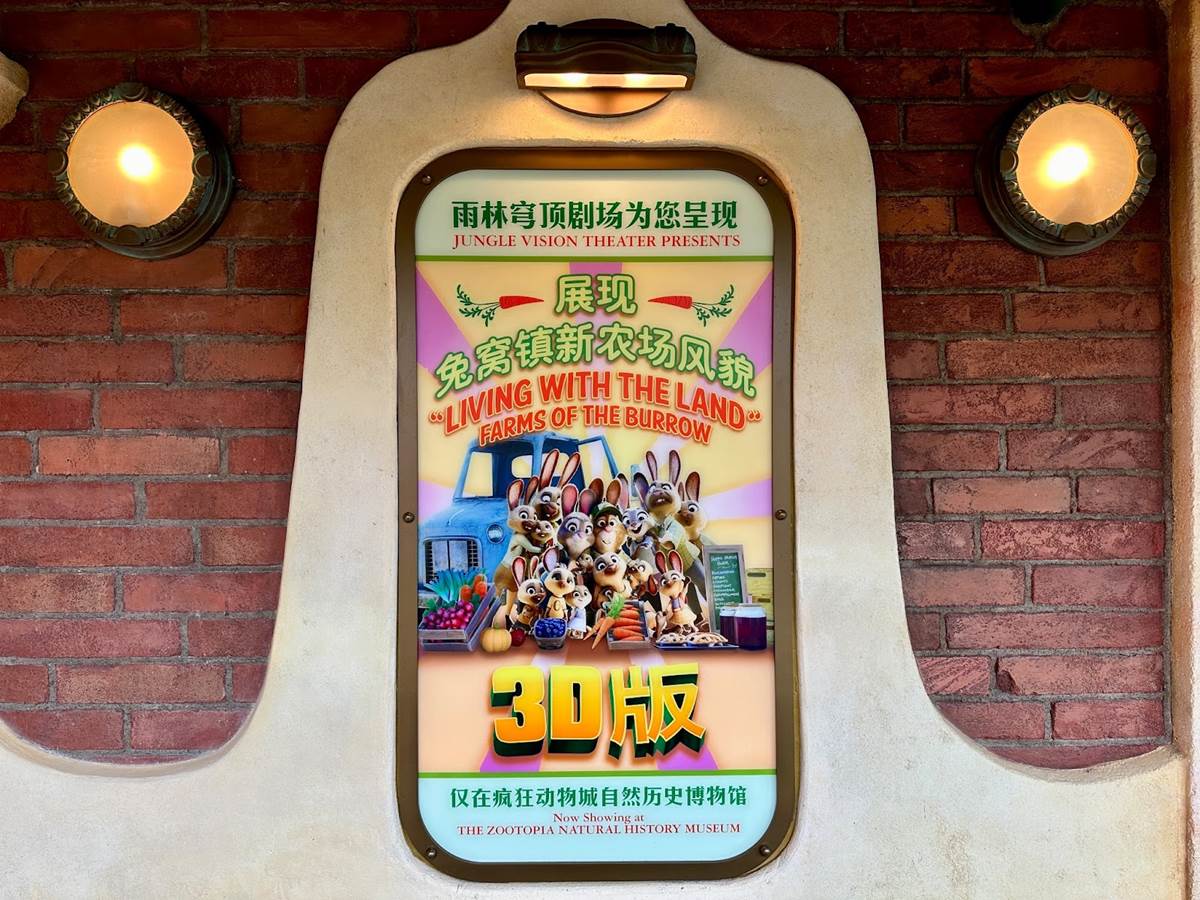 雨林穹顶剧场为您呈现
JUNGLE VISION THEATER PRESENTS
展现
兔窝镇新农场风貌
“LIVING WITH THE LAND”
FARMS OF THE BURROW
3D版
仅在疯狂动物城自然历史博物馆
Now Showing at
THE ZOOTOPIA NATURAL HISTORY MUSEUM